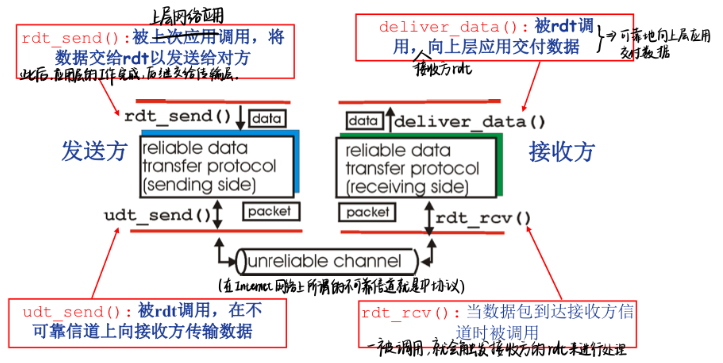 上层网络应用
rdt_send(): 被上次应用调用, 将
数据交给rdt以发送给对方
此后,应用层的工作完成,后继交给传输层.
deliver_data(): 被rdt调
用, 向上层应用交付数据
接收方rdt
⇒可靠地向上层应用
交付数据
rdt_send()
data
data
deliver_data()
发送方
reliable data
transfer protocol
(sending side)
reliable data
transfer protocol
(receiving side)
接收方
udt_send()
packet
packet
rdt_rcv()
unreliable channel
(在Internet网络上所谓的不可靠信道就是IP协议)
udt_send(): 被rdt调用, 在不
可靠信道上向接收方传输数据
rdt_rcv(): 当数据包到达接收方信
道时被调用
一被调用,就会触发接收方的rdt来进行处理